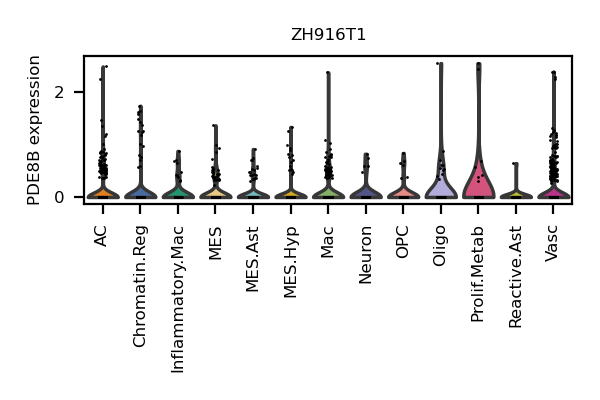 ZH916T1
PDE8B expression
2
0
AC
Chromatin.Reg
Inflammatory.Mac
MES
MES.Ast
MES.Hyp
Mac
Neuron
OPC
Oligo
Prolif.Metab
Reactive.Ast
Vasc